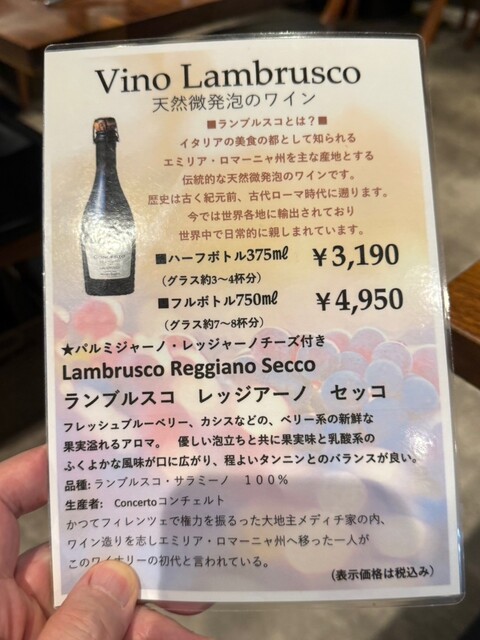 Vino Lambrusco
天然微発泡のワイン
■ランブルスコとは？■
イタリアの美食の都として知られる
エミリア・ロマーニャ州を主な産地とする
伝統的な天然微発泡のワインです。
歴史は古く紀元前、古代ローマ時代に遡ります。
今では世界各地に輸出されており
世界中で日常的に親しまれています。
■ハーフボトル375㎖ ￥3,190
（グラス約3～4杯分）
■フルボトル750㎖ ￥4,950
（グラス約7～8杯分）
★パルミジャーノ・レッジャーノチーズ付き
Lambrusco Reggiano Secco
ランブルスコ レッジアーノ セッコ
フレッシュブルーベリー、カシスなどの、ベリー系の新鮮な
果実溢れるアロマ。 優しい泡立ちと共に果実味と乳酸系の
ふくよかな風味が口に広がり、程よいタンニンとのバランスが良い。
品種: ランブルスコ・サラミーノ １００％
生産者: Concertoコンチェルト
かつてフィレンツェで権力を振るった大地主メディチ家の内、
ワイン造りを志しエミリア・ロマーニャ州へ移った一人が
このワイナリーの初代と言われている。
（表示価格は税込み）